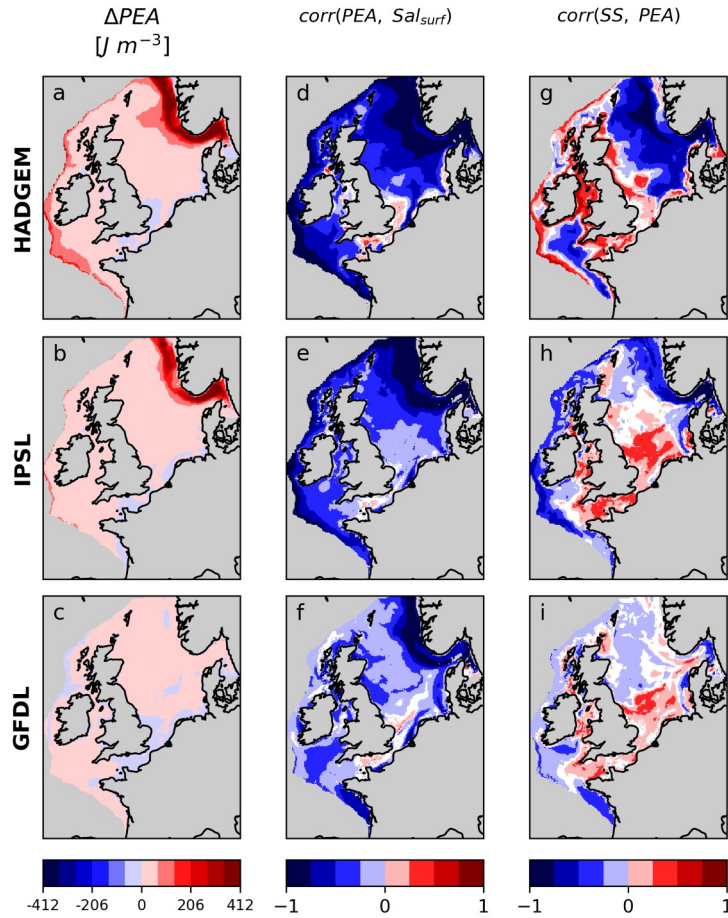 ΔPEA
[J m⁻³]
corr(PEA, Sal_surf)
corr(SS, PEA)
HADGEM
a
d
g
IPSL
b
e
h
GFDL
c
f
i
-412 -206 0 206 412
−1 0 1
−1 0 1